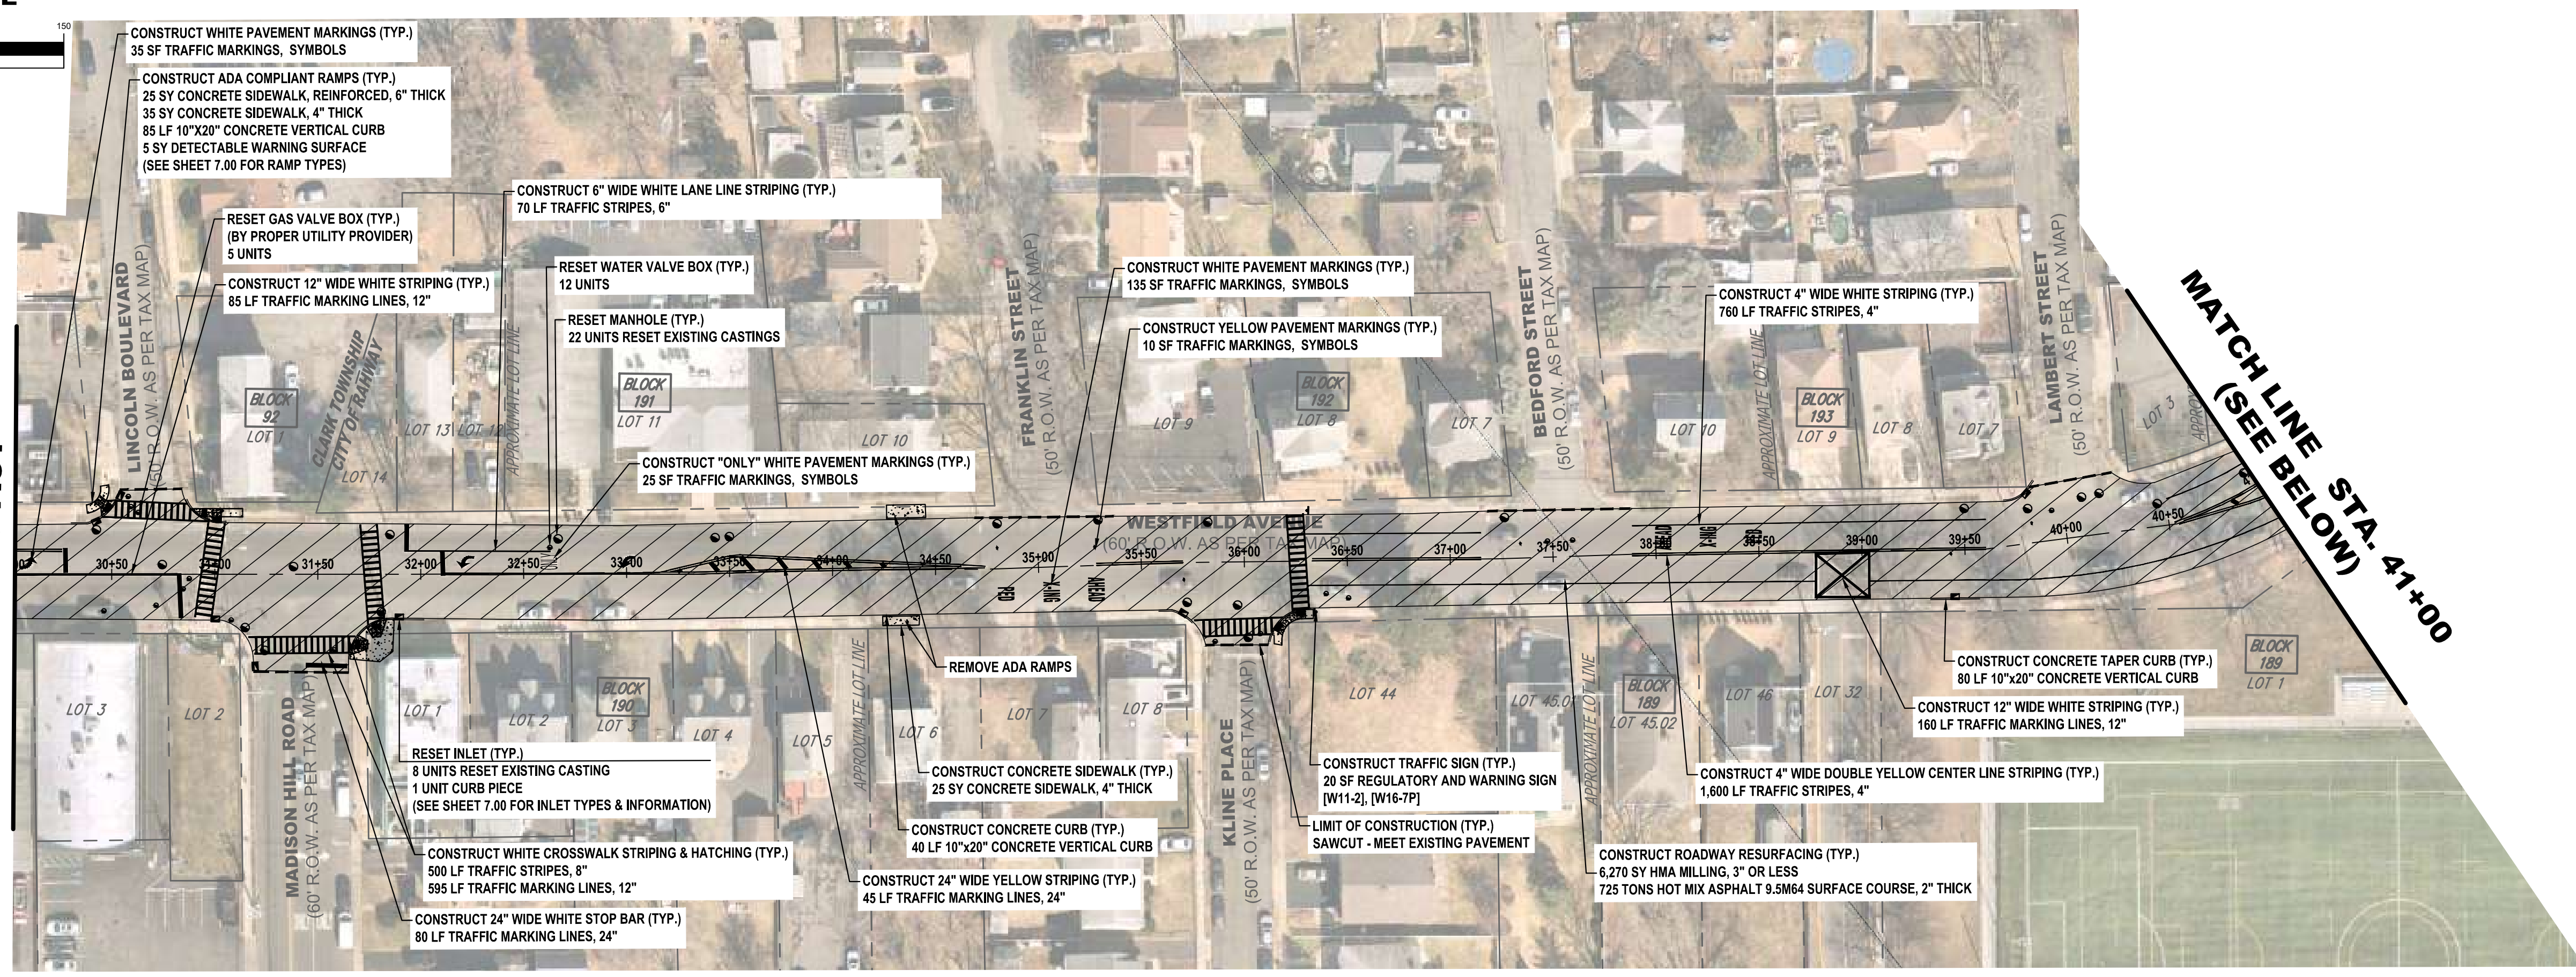 150
CONSTRUCT WHITE PAVEMENT MARKINGS (TYP.)
35 SF TRAFFIC MARKINGS, SYMBOLS
CONSTRUCT ADA COMPLIANT RAMPS (TYP.)
25 SY CONCRETE SIDEWALK, REINFORCED, 6" THICK
35 SY CONCRETE SIDEWALK, 4" THICK
85 LF 10"X20" CONCRETE VERTICAL CURB
5 SY DETECTABLE WARNING SURFACE
(SEE SHEET 7.00 FOR RAMP TYPES)
CONSTRUCT 6" WIDE WHITE LANE LINE STRIPING (TYP.)
70 LF TRAFFIC STRIPES, 6"
RESET GAS VALVE BOX (TYP.)
(BY PROPER UTILITY PROVIDER)
5 UNITS
CONSTRUCT 12" WIDE WHITE STRIPING (TYP.)
85 LF TRAFFIC MARKING LINES, 12"
RESET WATER VALVE BOX (TYP.)
12 UNITS
RESET MANHOLE (TYP.)
22 UNITS RESET EXISTING CASTINGS
CONSTRUCT WHITE PAVEMENT MARKINGS (TYP.)
135 SF TRAFFIC MARKINGS, SYMBOLS
CONSTRUCT YELLOW PAVEMENT MARKINGS (TYP.)
10 SF TRAFFIC MARKINGS, SYMBOLS
CONSTRUCT 4" WIDE WHITE STRIPING (TYP.)
760 LF TRAFFIC STRIPES, 4"
LINCOLN BOULEVARD
(50' R.O.W. AS PER TAX MAP)
CLARK TOWNSHIP
CITY OF RAHWAY
FRANKLIN STREET
(50' R.O.W. AS PER TAX MAP)
BEDFORD STREET
(50' R.O.W. AS PER TAX MAP)
LAMBERT STREET
(50' R.O.W. AS PER TAX MAP)
MATCH LINE STA. 41+00
(SEE BELOW)
BLOCK
92
LOT 1
LOT 14
LOT 13
LOT 12
APPROXIMATE LOT LINE
BLOCK
191
LOT 11
LOT 10
LOT 9
BLOCK
192
LOT 8
LOT 7
LOT 10
APPROXIMATE LOT LINE
BLOCK
193
LOT 9
LOT 8
LOT 7
LOT 3
CONSTRUCT "ONLY" WHITE PAVEMENT MARKINGS (TYP.)
25 SF TRAFFIC MARKINGS, SYMBOLS
WESTFIELD AVENUE
(60' R.O.W. AS PER TAX MAP)
30+50
31+00
31+50
32+00
32+50
33+00
33+50
34+00
34+50
35+00
35+50
36+00
36+50
37+00
37+50
38+00
38+50
39+00
39+50
40+00
40+50
ONLY
PED
X-ING
AHEAD
AHEAD
X-ING
PED
REMOVE ADA RAMPS
LOT 3
LOT 2
MADISON HILL ROAD
(60' R.O.W. AS PER TAX MAP)
LOT 1
LOT 2
BLOCK
190
LOT 3
LOT 4
LOT 5
APPROXIMATE LOT LINE
LOT 6
LOT 7
LOT 8
KLINE PLACE
(50' R.O.W. AS PER TAX MAP)
LOT 44
LOT 45.01
APPROXIMATE LOT LINE
BLOCK
189
LOT 45.02
LOT 46
LOT 32
BLOCK
189
LOT 1
RESET INLET (TYP.)
8 UNITS RESET EXISTING CASTING
1 UNIT CURB PIECE
(SEE SHEET 7.00 FOR INLET TYPES & INFORMATION)
CONSTRUCT WHITE CROSSWALK STRIPING & HATCHING (TYP.)
500 LF TRAFFIC STRIPES, 8"
595 LF TRAFFIC MARKING LINES, 12"
CONSTRUCT 24" WIDE WHITE STOP BAR (TYP.)
80 LF TRAFFIC MARKING LINES, 24"
CONSTRUCT CONCRETE SIDEWALK (TYP.)
25 SY CONCRETE SIDEWALK, 4" THICK
CONSTRUCT CONCRETE CURB (TYP.)
40 LF 10"x20" CONCRETE VERTICAL CURB
CONSTRUCT 24" WIDE YELLOW STRIPING (TYP.)
45 LF TRAFFIC MARKING LINES, 24"
CONSTRUCT TRAFFIC SIGN (TYP.)
20 SF REGULATORY AND WARNING SIGN
[W11-2], [W16-7P]
LIMIT OF CONSTRUCTION (TYP.)
SAWCUT - MEET EXISTING PAVEMENT
CONSTRUCT CONCRETE TAPER CURB (TYP.)
80 LF 10"x20" CONCRETE VERTICAL CURB
CONSTRUCT 12" WIDE WHITE STRIPING (TYP.)
160 LF TRAFFIC MARKING LINES, 12"
CONSTRUCT 4" WIDE DOUBLE YELLOW CENTER LINE STRIPING (TYP.)
1,600 LF TRAFFIC STRIPES, 4"
CONSTRUCT ROADWAY RESURFACING (TYP.)
6,270 SY HMA MILLING, 3" OR LESS
725 TONS HOT MIX ASPHALT 9.5M64 SURFACE COURSE, 2" THICK